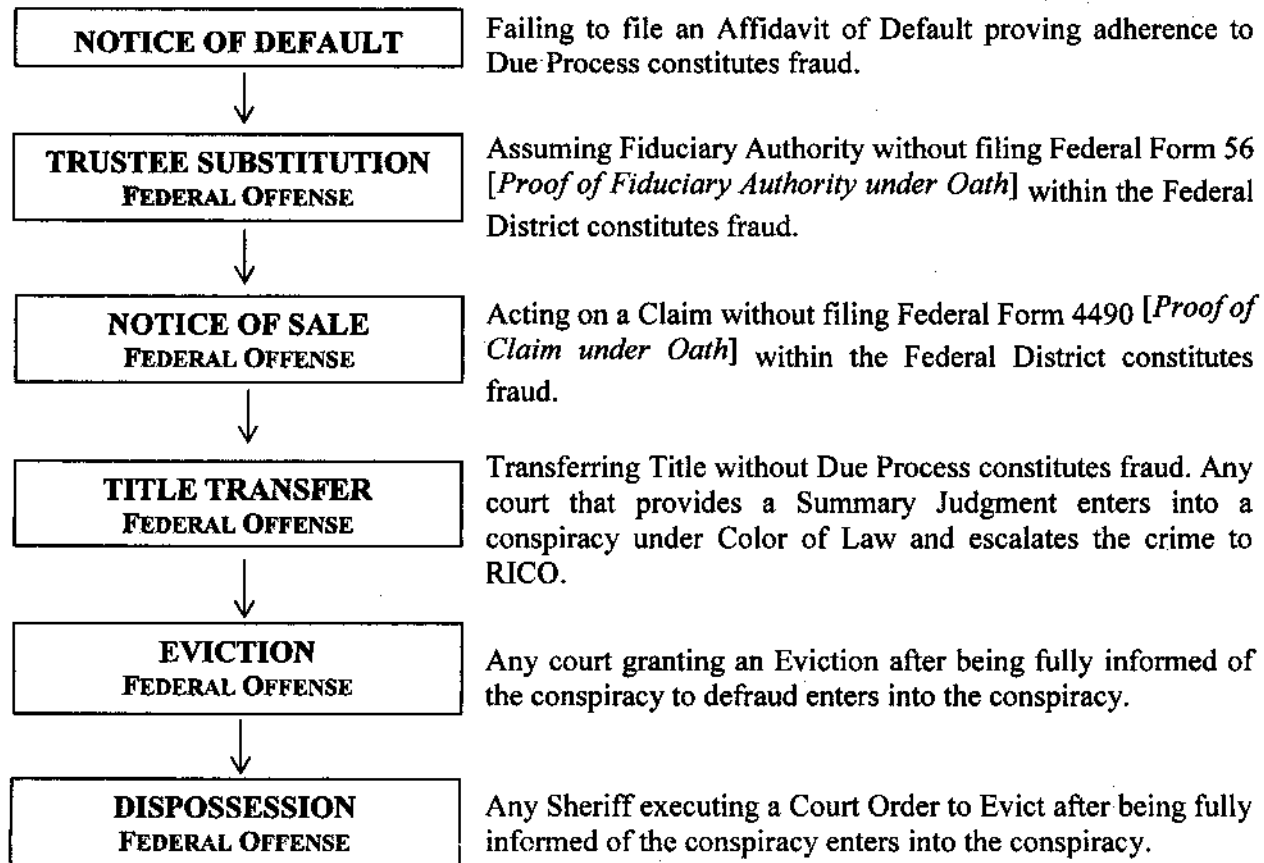 NOTICE OF DEFAULT
Failing to file an Affidavit of Default proving adherence to
Due Process constitutes fraud.
TRUSTEE SUBSTITUTION
FEDERAL OFFENSE
Assuming Fiduciary Authority without filing Federal Form 56
[Proof of Fiduciary Authority under Oath] within the Federal
District constitutes fraud.
NOTICE OF SALE
FEDERAL OFFENSE
Acting on a Claim without filing Federal Form 4490 [Proof of
Claim under Oath] within the Federal District constitutes
fraud.
TITLE TRANSFER
FEDERAL OFFENSE
Transferring Title without Due Process constitutes fraud. Any
court that provides a Summary Judgment enters into a
conspiracy under Color of Law and escalates the crime to
RICO.
EVICTION
FEDERAL OFFENSE
Any court granting an Eviction after being fully informed of
the conspiracy to defraud enters into the conspiracy.
DISPOSSESSION
FEDERAL OFFENSE
Any Sheriff executing a Court Order to Evict after being fully
informed of the conspiracy enters into the conspiracy.